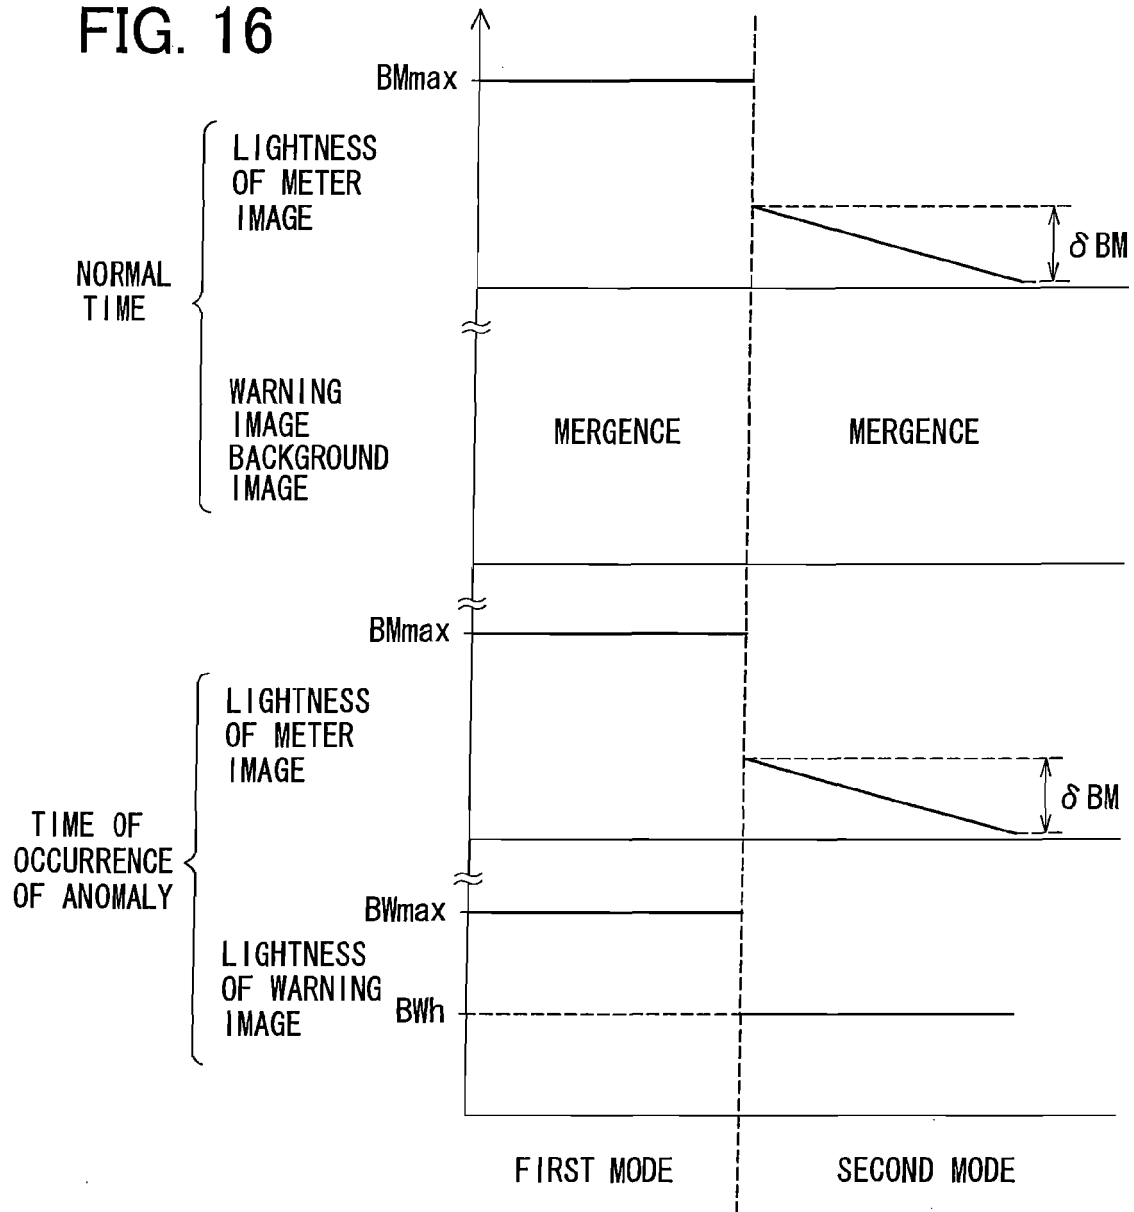 FIG. 16
BMmax
LIGHTNESS
OF METER
IMAGE
δBM
NORMAL
TIME
WARNING
IMAGE
BACKGROUND
IMAGE
MERGENCE
MERGENCE
BMmax
LIGHTNESS
OF METER
IMAGE
δBM
TIME OF
OCCURRENCE
OF ANOMALY
BWmax
LIGHTNESS
OF WARNING
IMAGE
BWh
FIRST MODE
SECOND MODE